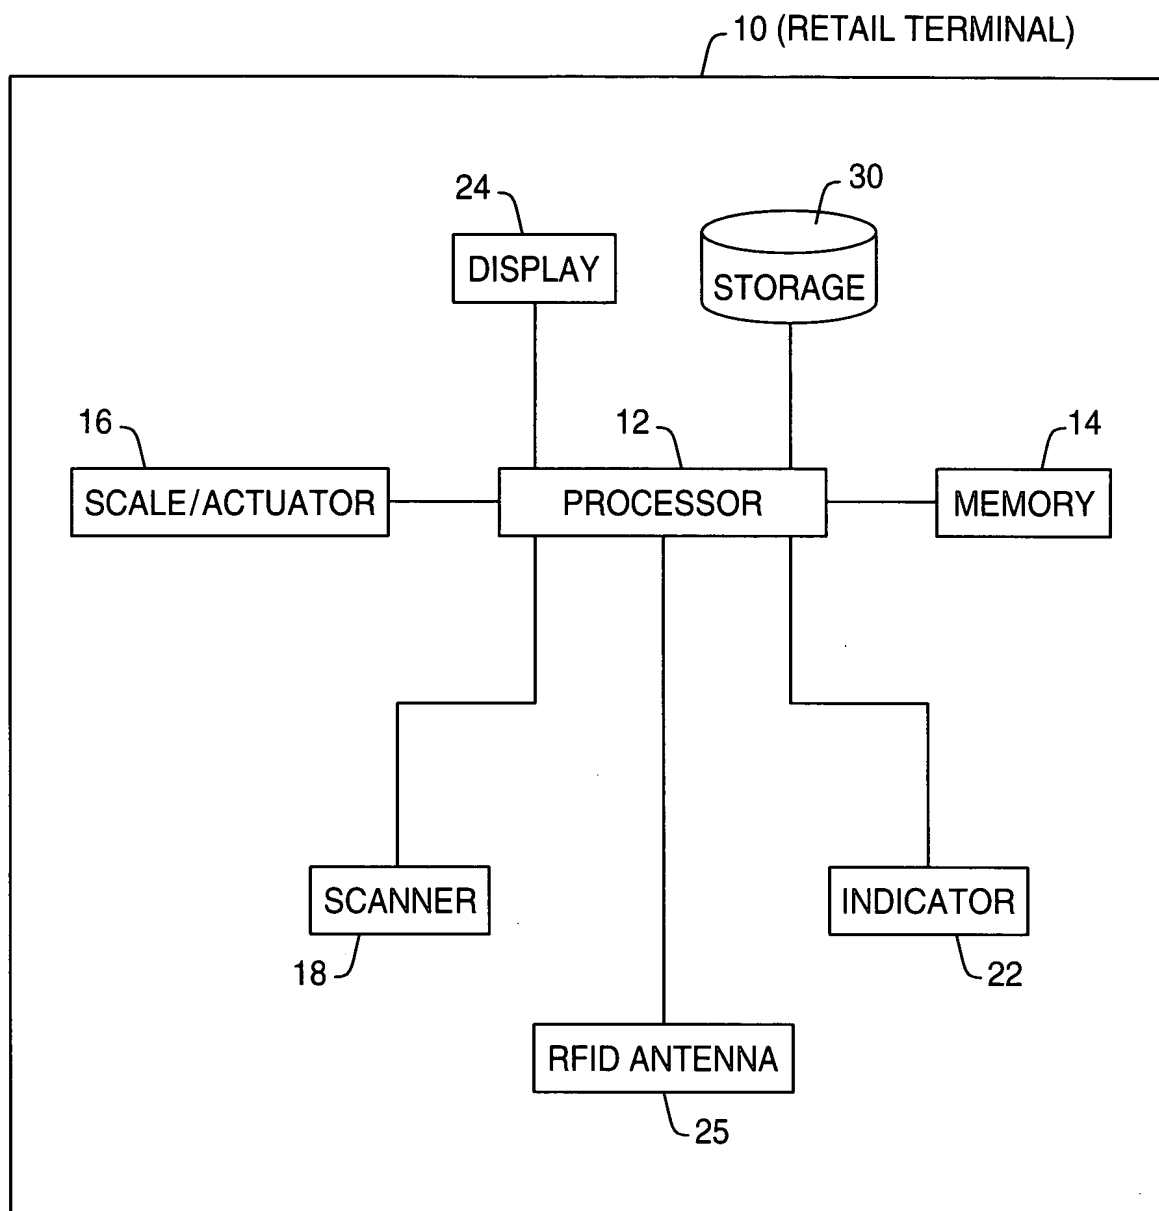 10 (RETAIL TERMINAL)
24
30
DISPLAY
STORAGE
16
12
14
SCALE/ACTUATOR
PROCESSOR
MEMORY
SCANNER
INDICATOR
18
22
RFID ANTENNA
25